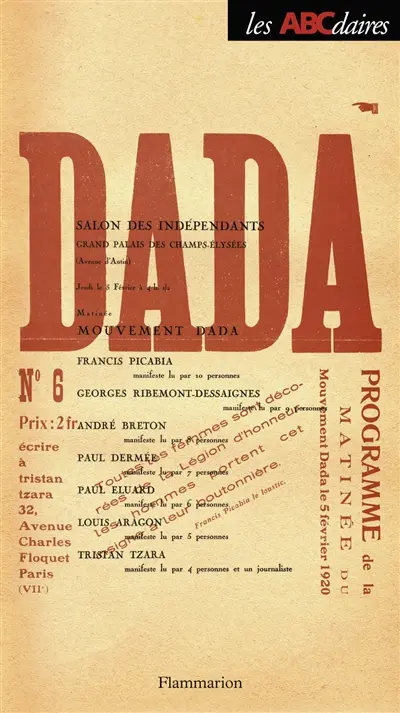 les ABCdaires
DADA
SALON DES INDÉPENDANTS
GRAND PALAIS DES CHAMPS-ÉLYSÉES
(Avenue d'Antin)
Jeudi le 5 Février à 4 h. 1/2
Matinée
MOUVEMENT DADA
FRANCIS PICABIA
manifeste lu par 10 personnes
GEORGES RIBEMONT-DESSAIGNES
manifeste lu par 9 personnes
ANDRÉ BRETON
manifeste lu par 8 personnes
PAUL DERMÉE
manifeste lu par 7 personnes
PAUL ELUARD
manifeste lu par 6 personnes
LOUIS ARAGON
manifeste lu par 5 personnes
TRISTAN TZARA
manifeste lu par 4 personnes et un journaliste
N° 6
Prix : 2 fr.
écrire
à
tristan
tzara
32,
Avenue
Charles
Floquet
Paris
(VIIe)
Toutes les femmes sont déco-
rées de la Légion d'honneur,
les hommes portent cet
insigne à leur boutonnière.
Francis Picabia le loustic.
PROGRAMME de la
MATINÉE DU
Mouvement Dada le 5 février 1920
Flammarion